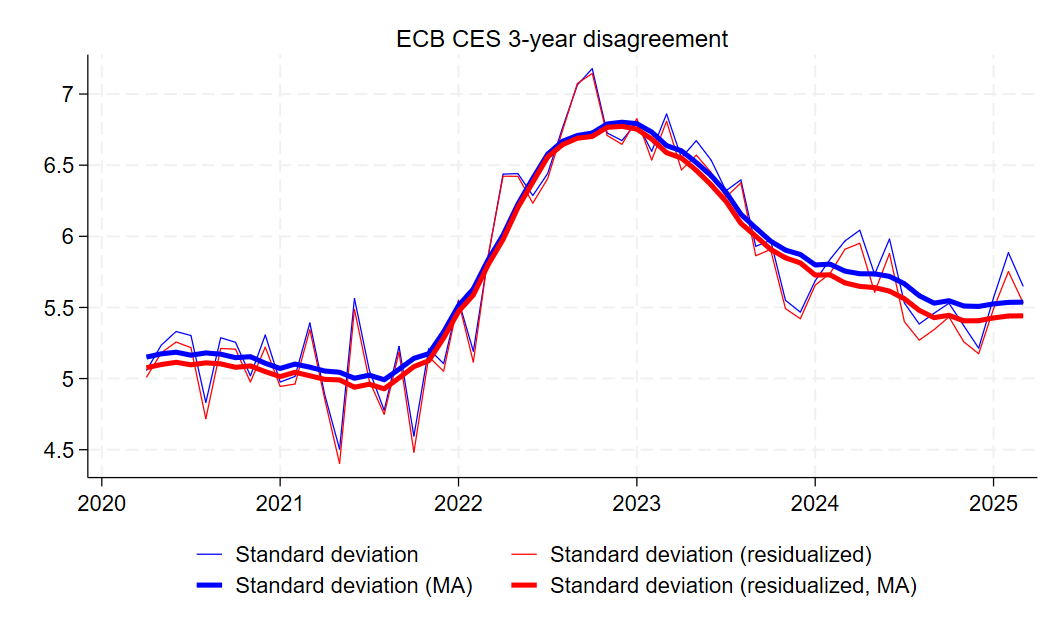 ECB CES 3-year disagreement
7
6.5
6
5.5
5
4.5
2020 2021 2022 2023 2024 2025
Standard deviation Standard deviation (residualized)
Standard deviation (MA) Standard deviation (residualized, MA)